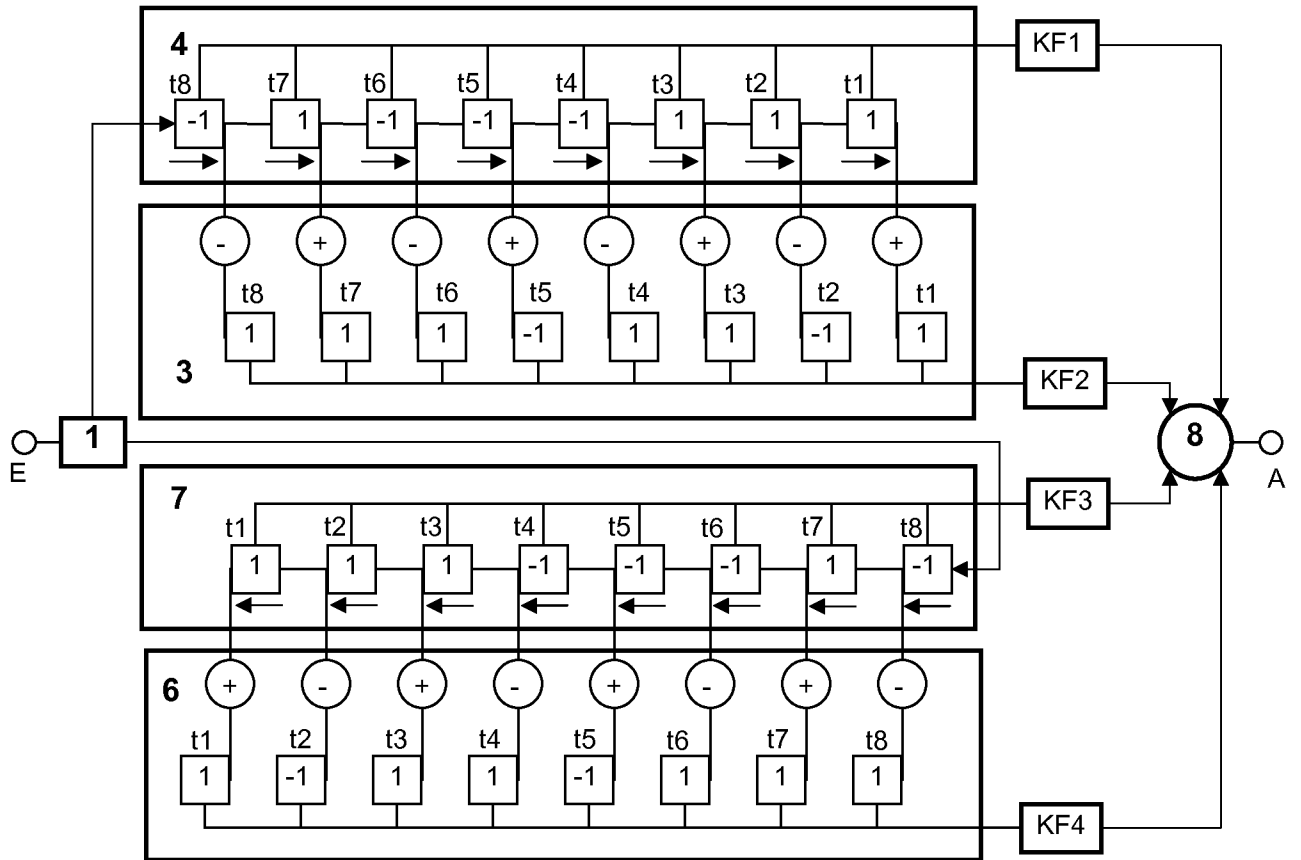 4
KF1
t8 t7 t6 t5 t4 t3 t2 t1
-1 1 -1 -1 -1 1 1 1
- + - + - + - +
t8 t7 t6 t5 t4 t3 t2 t1
1 1 1 -1 1 1 -1 1
3
KF2
1
8
E
A
7
KF3
t1 t2 t3 t4 t5 t6 t7 t8
1 1 1 -1 -1 -1 1 -1
6
+ - + - + - + -
t1 t2 t3 t4 t5 t6 t7 t8
1 -1 1 1 -1 1 1 1
KF4